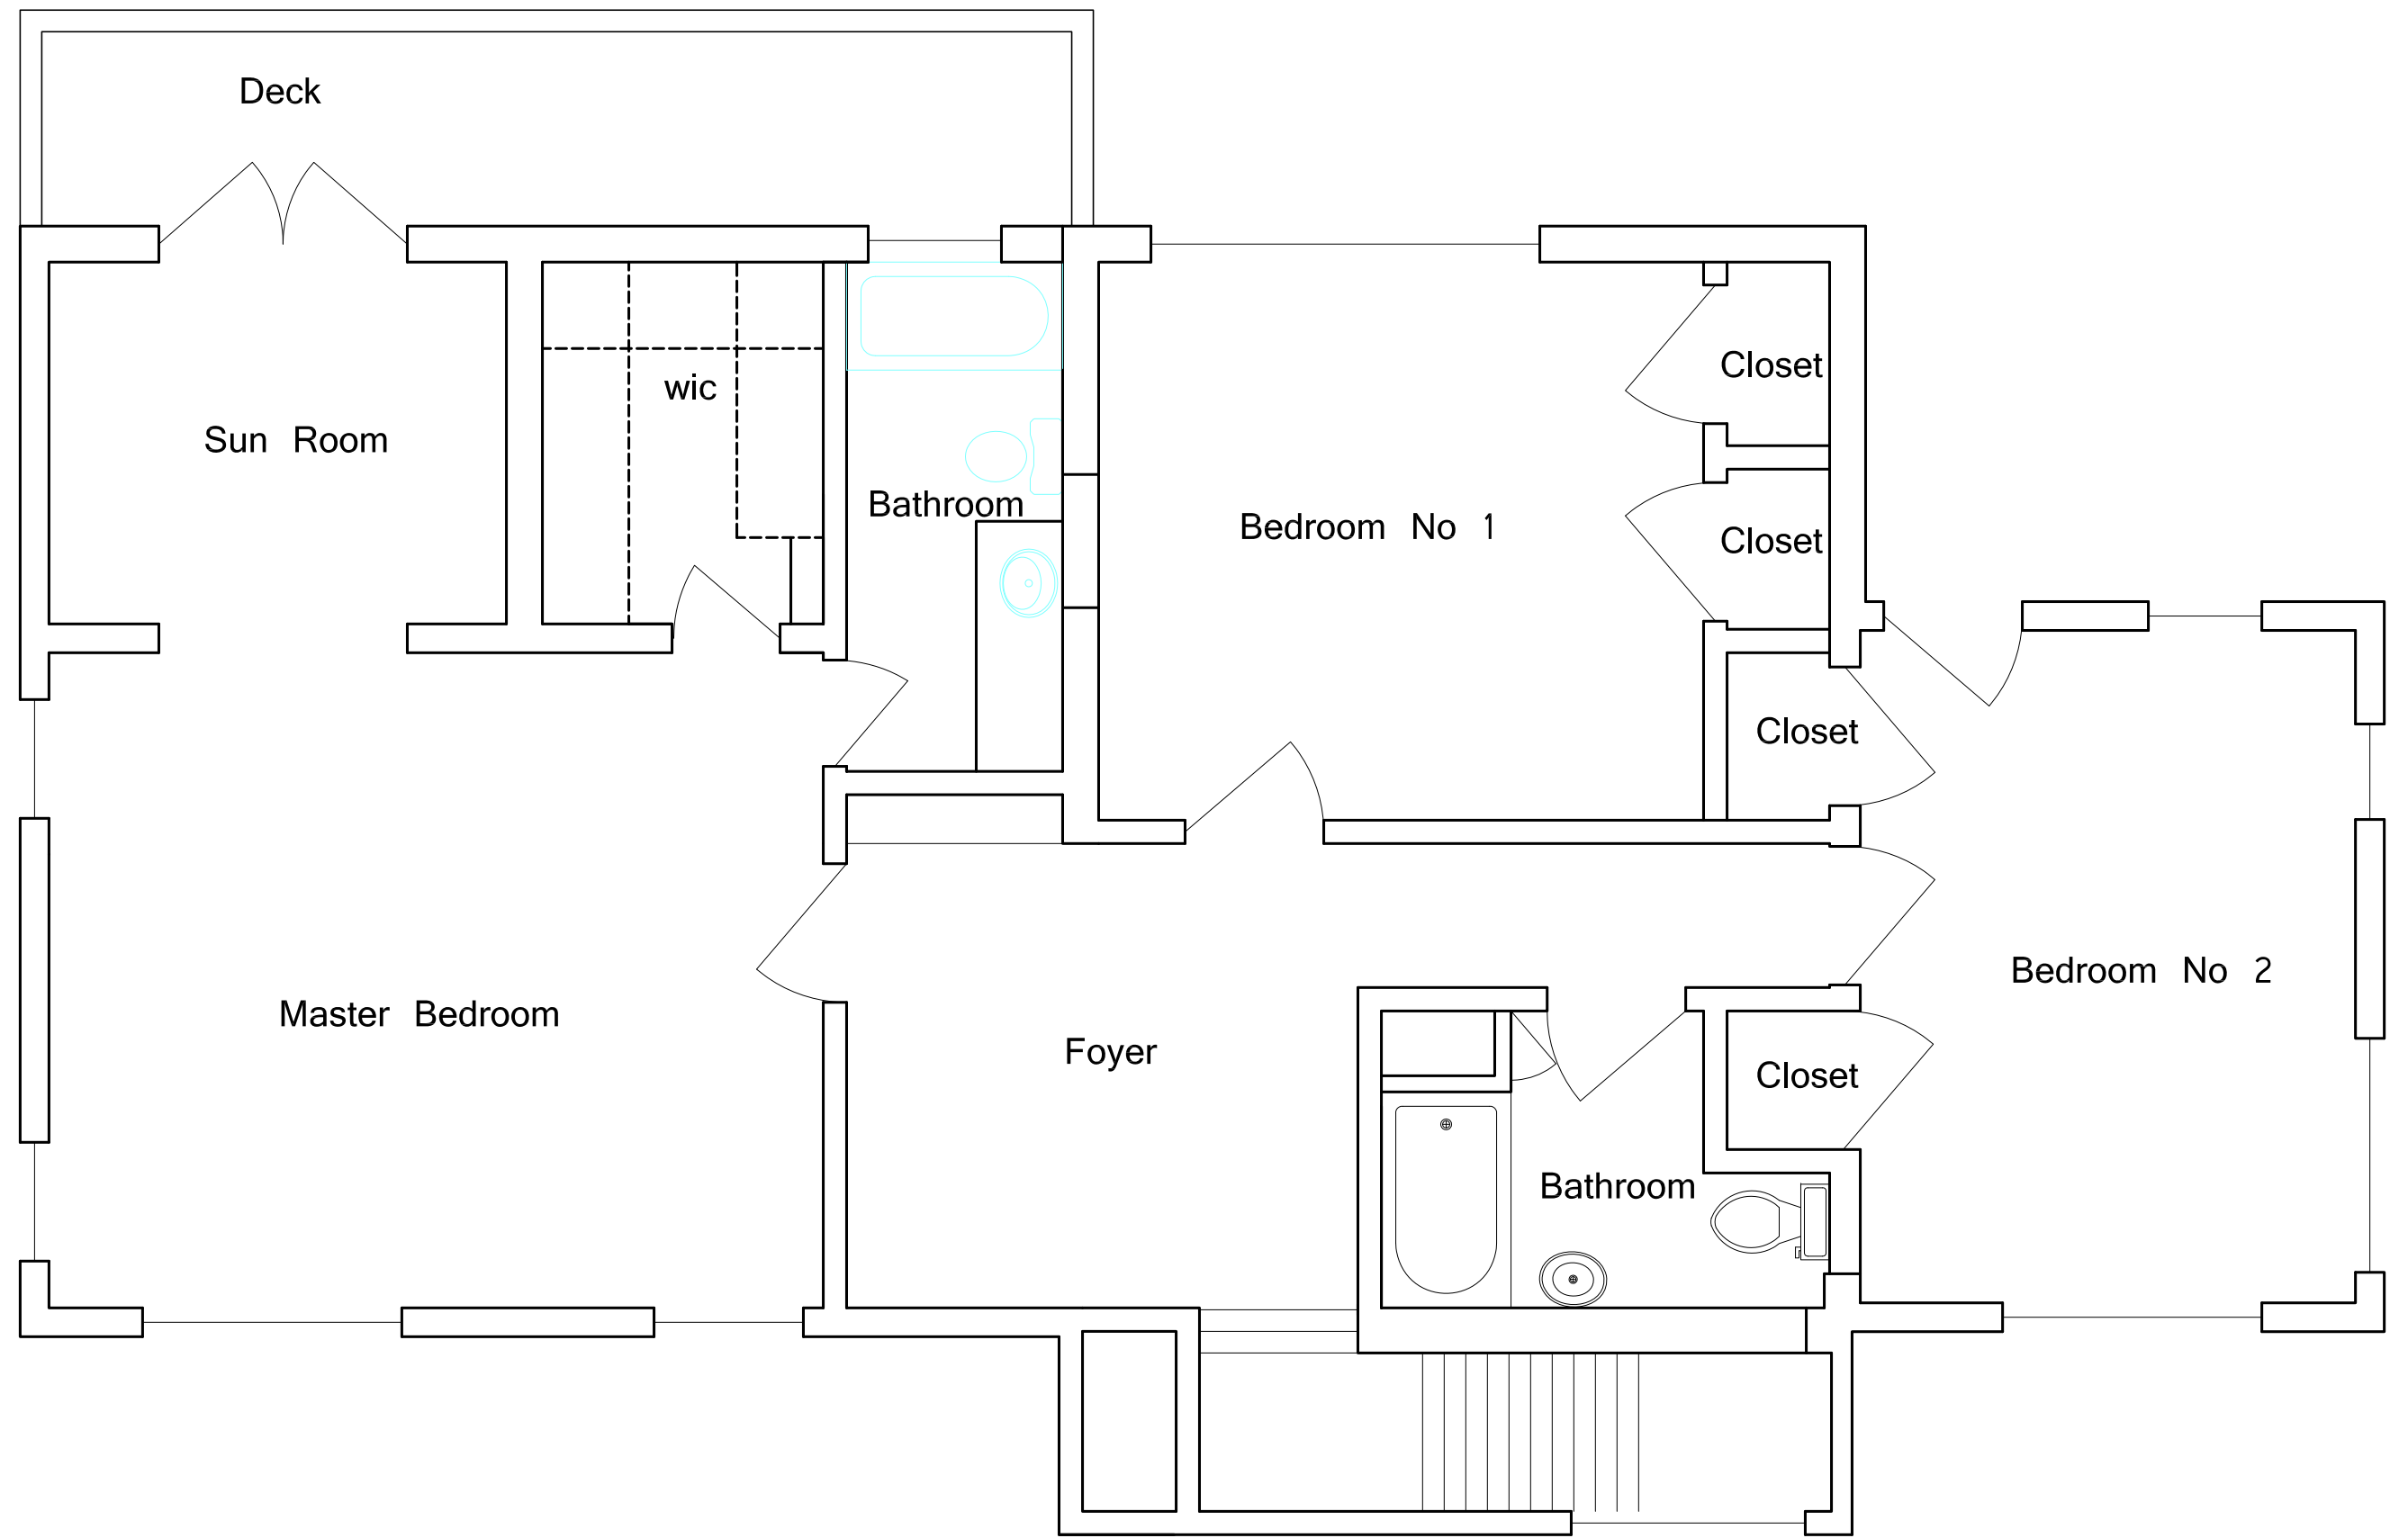 Deck
Closet
wic
Sun Room
Bathroom
Bedroom No 1
Closet
Closet
Bedroom No 2
Master Bedroom
Foyer
Closet
Bathroom